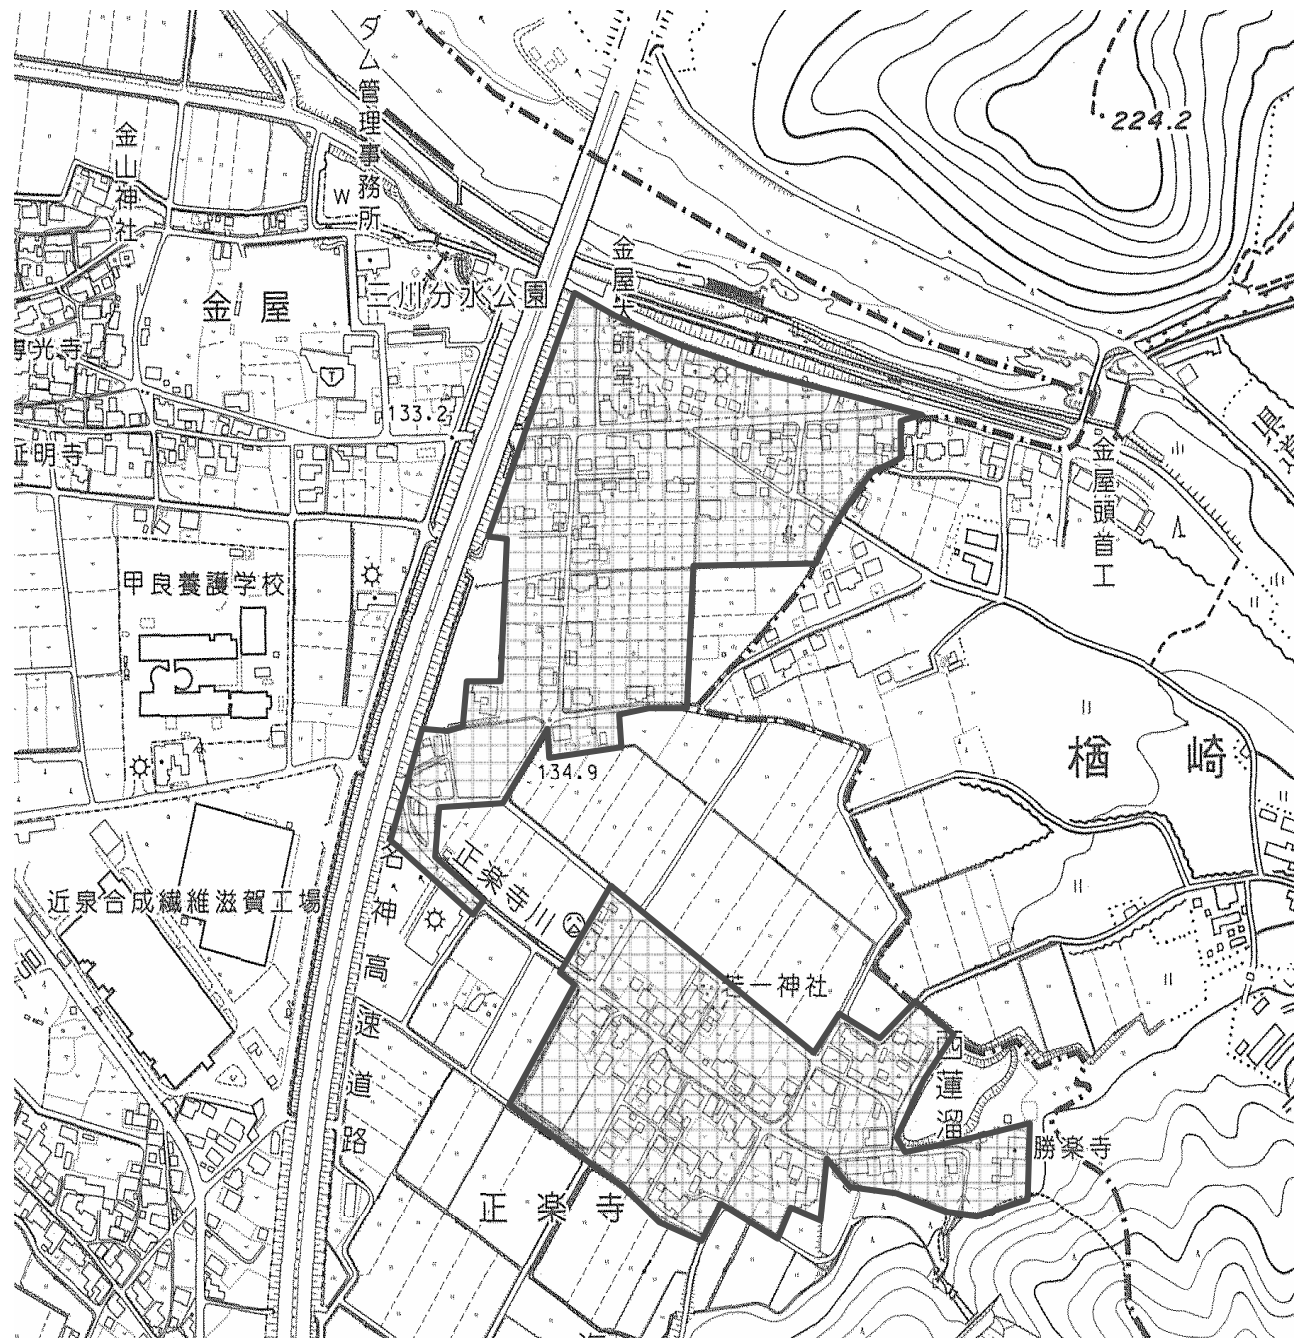 ダム管理事務所
金山神社
224.2
W
金屋大師堂
三川分水公園
金屋
専光寺
133.2
証明寺
金屋頭首工
甲良養護学校
楢崎
134.9
正楽寺川
近泉合成繊維滋賀工場
名神高速道路
若一神社
西蓮溜
勝楽寺
正楽寺